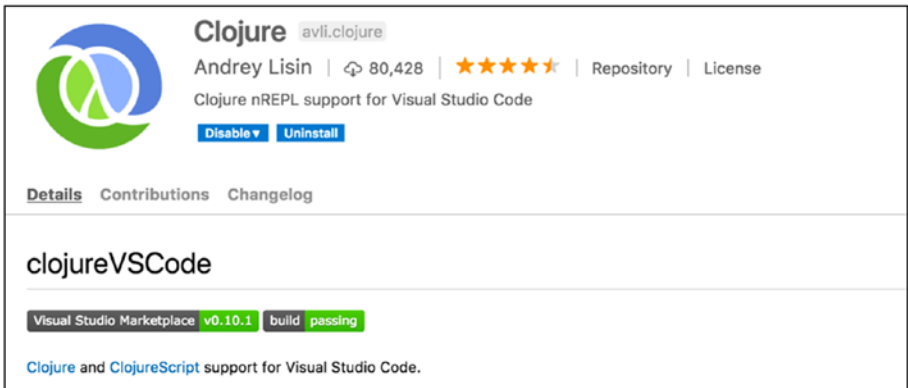 Clojure avli.clojure
Andrey Lisin | 80,428 | Repository | License
Clojure nREPL support for Visual Studio Code
Disable Uninstall
Details Contributions Changelog
clojureVSCode
Visual Studio Marketplace v0.10.1 build passing
Clojure and ClojureScript support for Visual Studio Code.